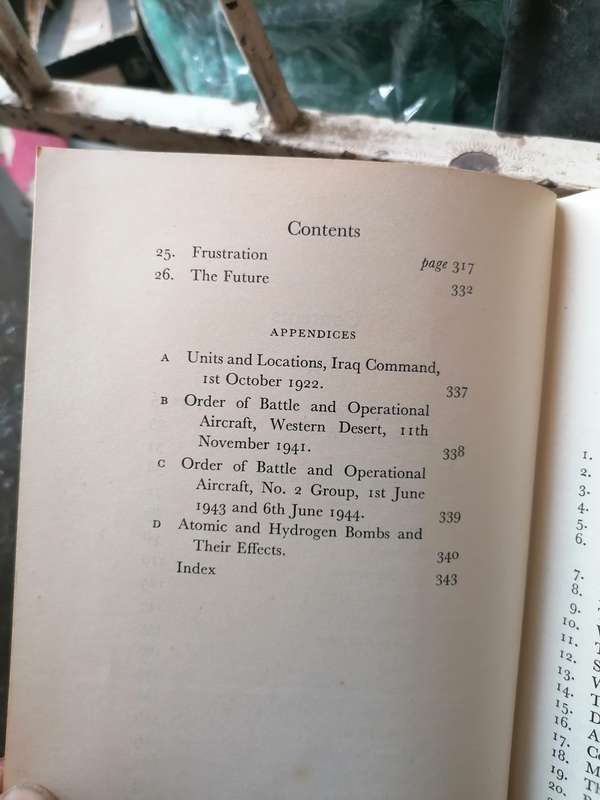 Contents
25. Frustration page 317
26. The Future 332
APPENDICES
A Units and Locations, Iraq Command,
1st October 1922. 337
B Order of Battle and Operational
Aircraft, Western Desert, 11th
November 1941. 338
C Order of Battle and Operational
Aircraft, No. 2 Group, 1st June
1943 and 6th June 1944. 339
D Atomic and Hydrogen Bombs and
Their Effects. 340
Index 343
1.
2.
3.
4.
5.
6.
7.
8.
9.
10.
11.
12.
13.
14.
15.
16.
17.
18.
19.
20.